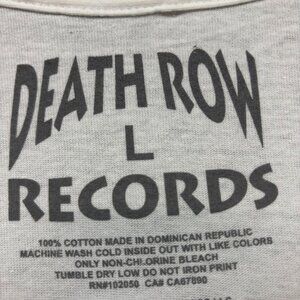 DEATH ROW
L
RECORDS
100% COTTON MADE IN DOMINICAN REPUBLIC
MACHINE WASH COLD INSIDE OUT WITH LIKE COLORS
ONLY NON-CHLORINE BLEACH
TUMBLE DRY LOW DO NOT IRON PRINT
RN#102050 CA# CA67890